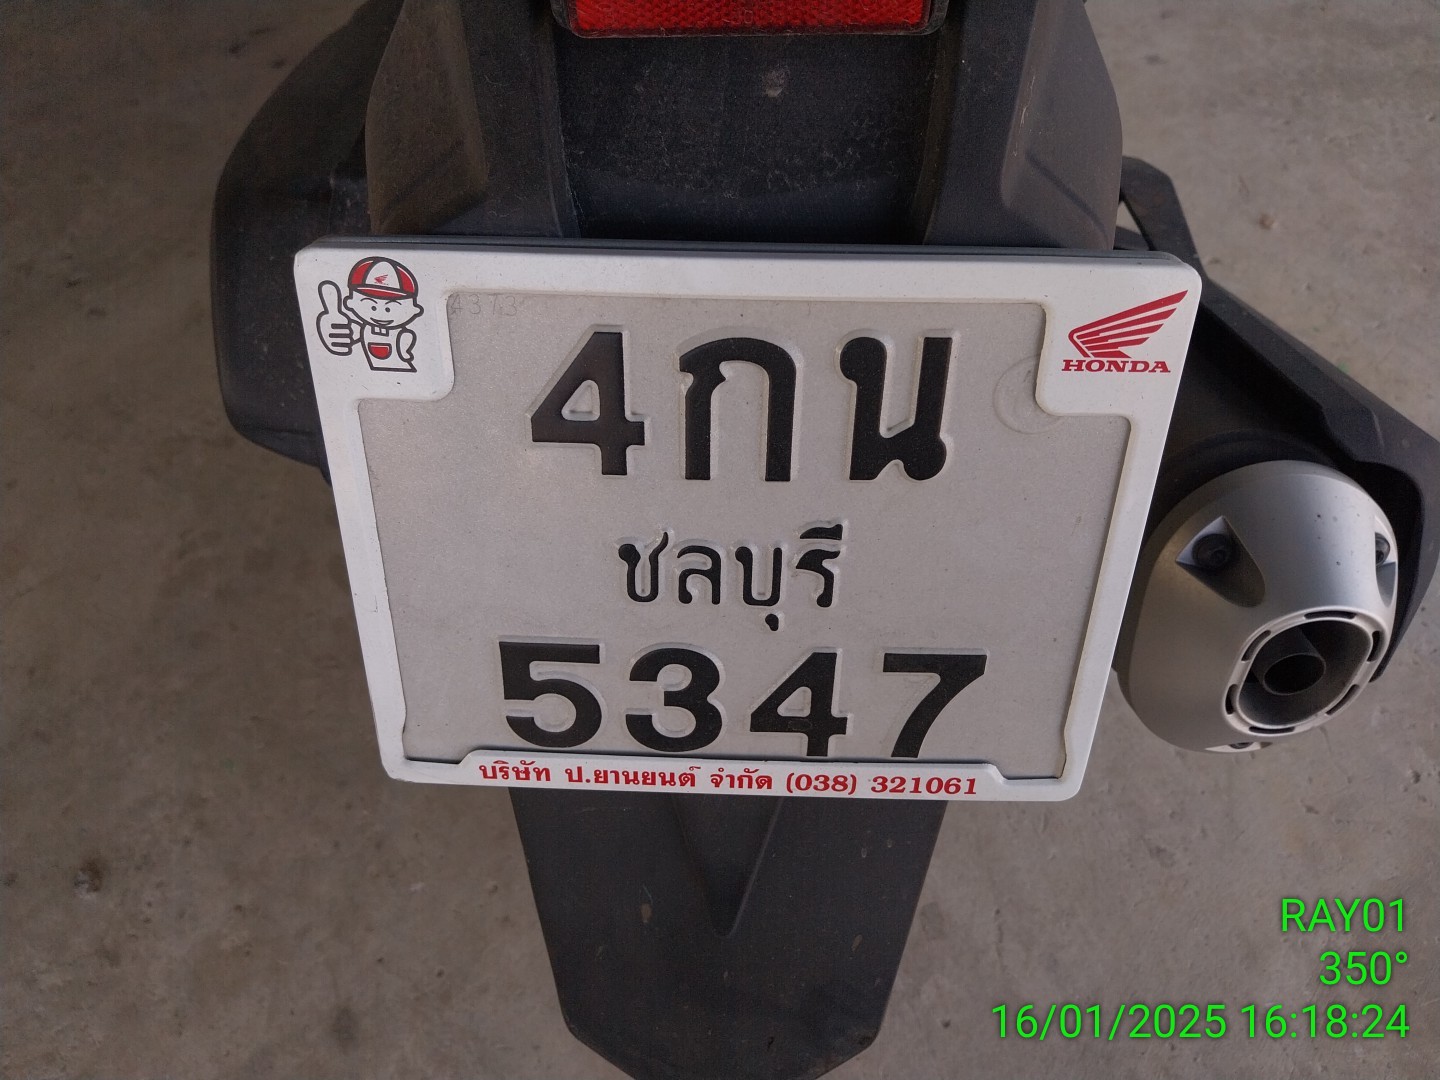 HONDA
4กน
ชลบุรี
5347
บริษัท ป.ยานยนต์ จำกัด (038) 321061
RAY01
350°
16/01/2025 16:18:24